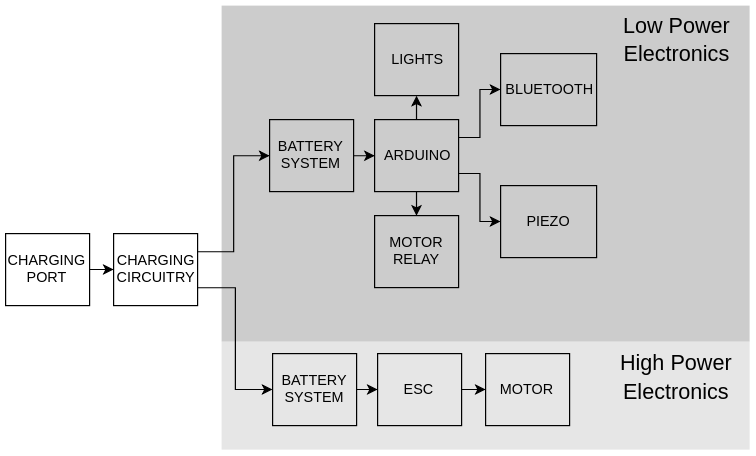 Low Power
Electronics
LIGHTS
BLUETOOTH
BATTERY
SYSTEM
ARDUINO
PIEZO
MOTOR
RELAY
CHARGING
PORT
CHARGING
CIRCUITRY
High Power
Electronics
BATTERY
SYSTEM
ESC
MOTOR